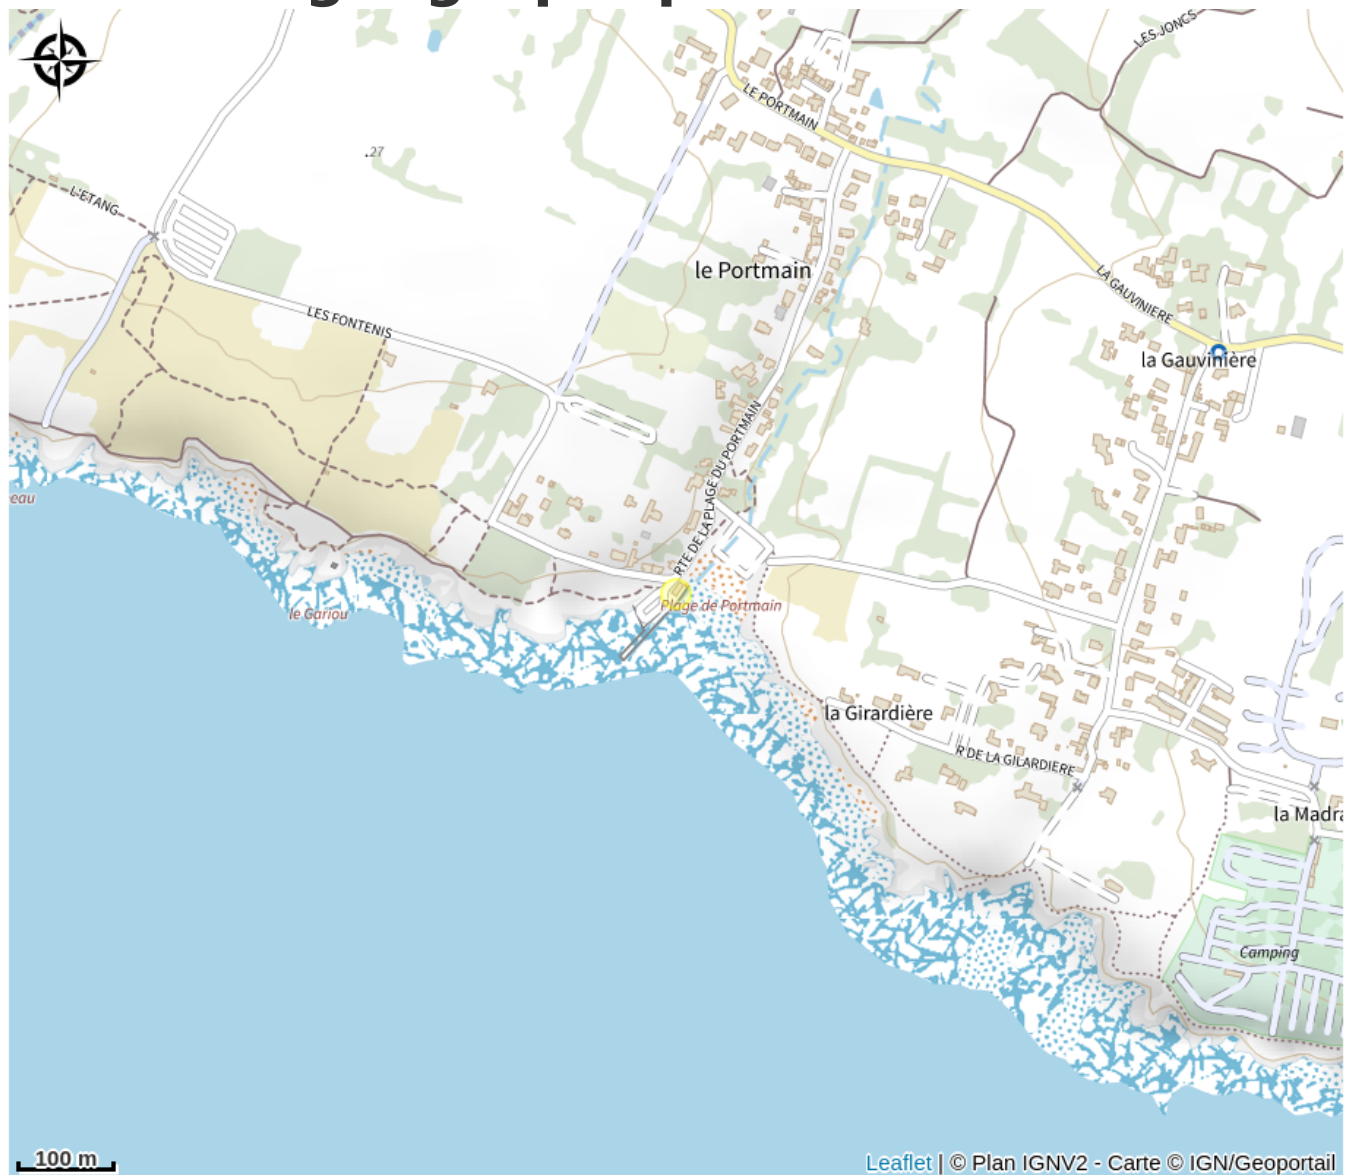 LES JONCS
LE PORTMAIN
.27
L'ETANG
le Portmain
LA GAUVINIERE
LES FONTENIS
la Gauvinière
RTE DE LA PLAGE DU PORTMAIN
eau
Plage de Portmain
le Gariou
la Girardière
R DE LA GILARDIERE
la Madra
Camping
100 m
Leaflet | © Plan IGNV2 - Carte © IGN/Geoportail